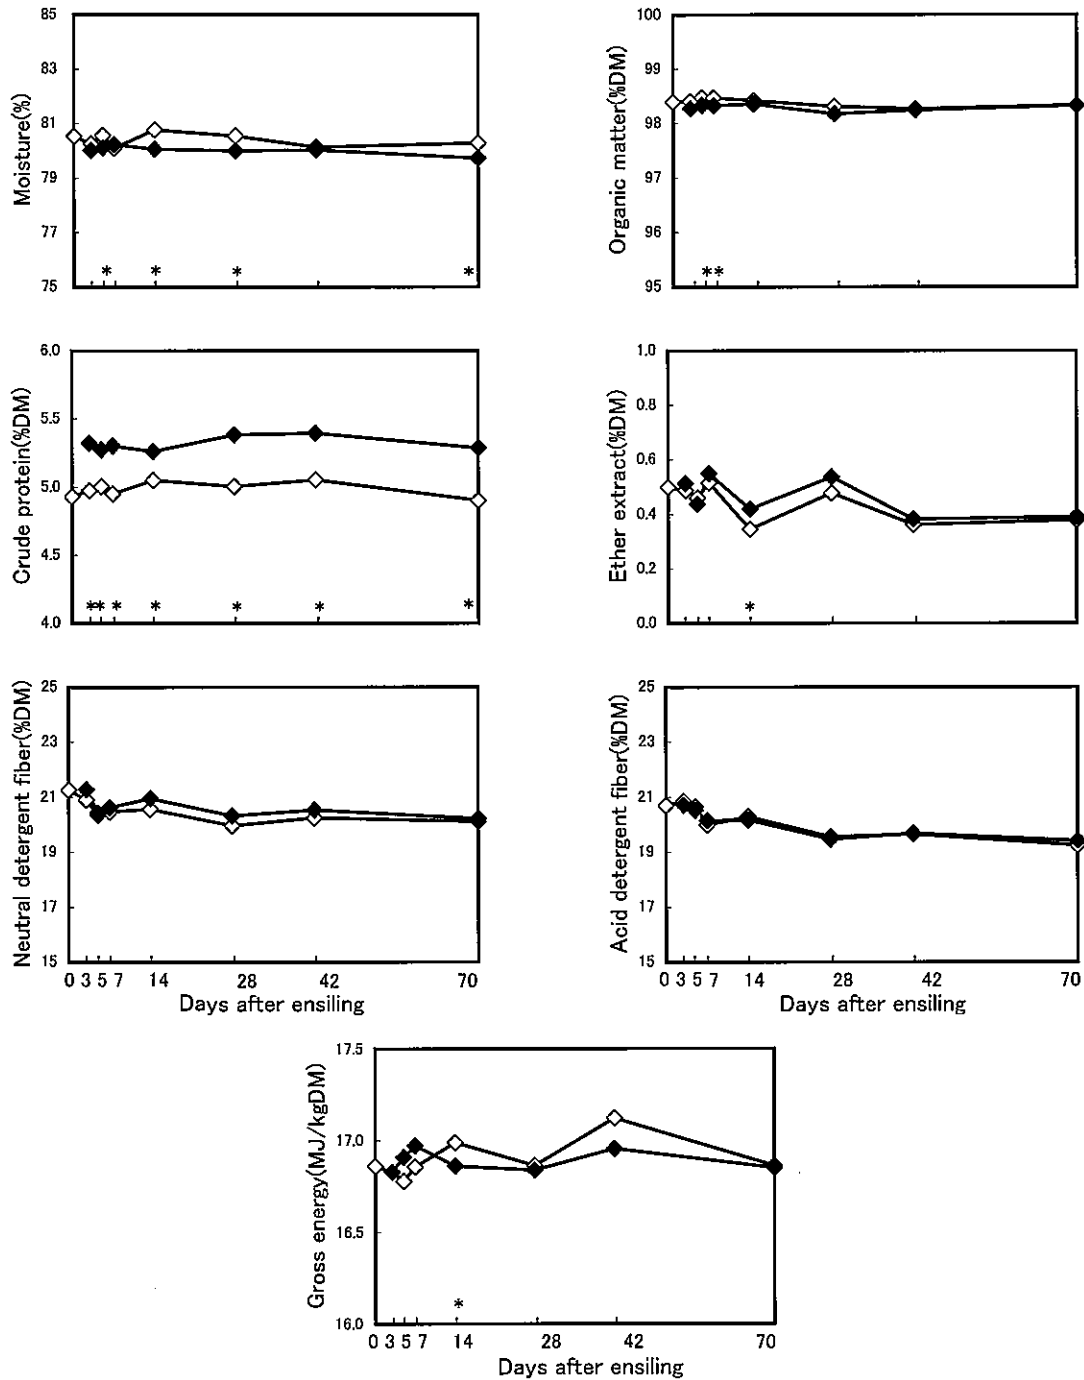 Moisture(%)
85
83
81
79
77
75
* * * *
Organic matter(%DM)
100
99
98
97
96
95
**
Crude protein(%DM)
6.0
5.5
5.0
4.5
4.0
*** * * * *
Ether extract(%DM)
1.0
0.8
0.6
0.4
0.2
0.0
*
Neutral detergent fiber(%DM)
25
23
21
19
17
15
0 3 5 7 14 28 42 70
Days after ensiling
Acid detergent fiber(%DM)
25
23
21
19
17
15
0 3 5 7 14 28 42 70
Days after ensiling
Gross energy(MJ/kgDM)
17.5
17.0
16.5
16.0
*
0 3 5 7 14 28 42 70
Days after ensiling